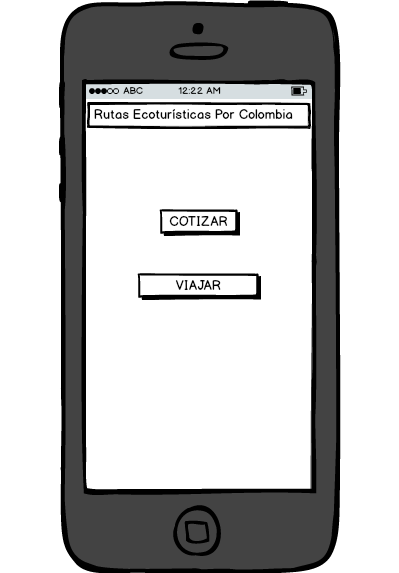 ABC 12:22 AM
Rutas Ecoturísticas Por Colombia
COTIZAR
VIAJAR